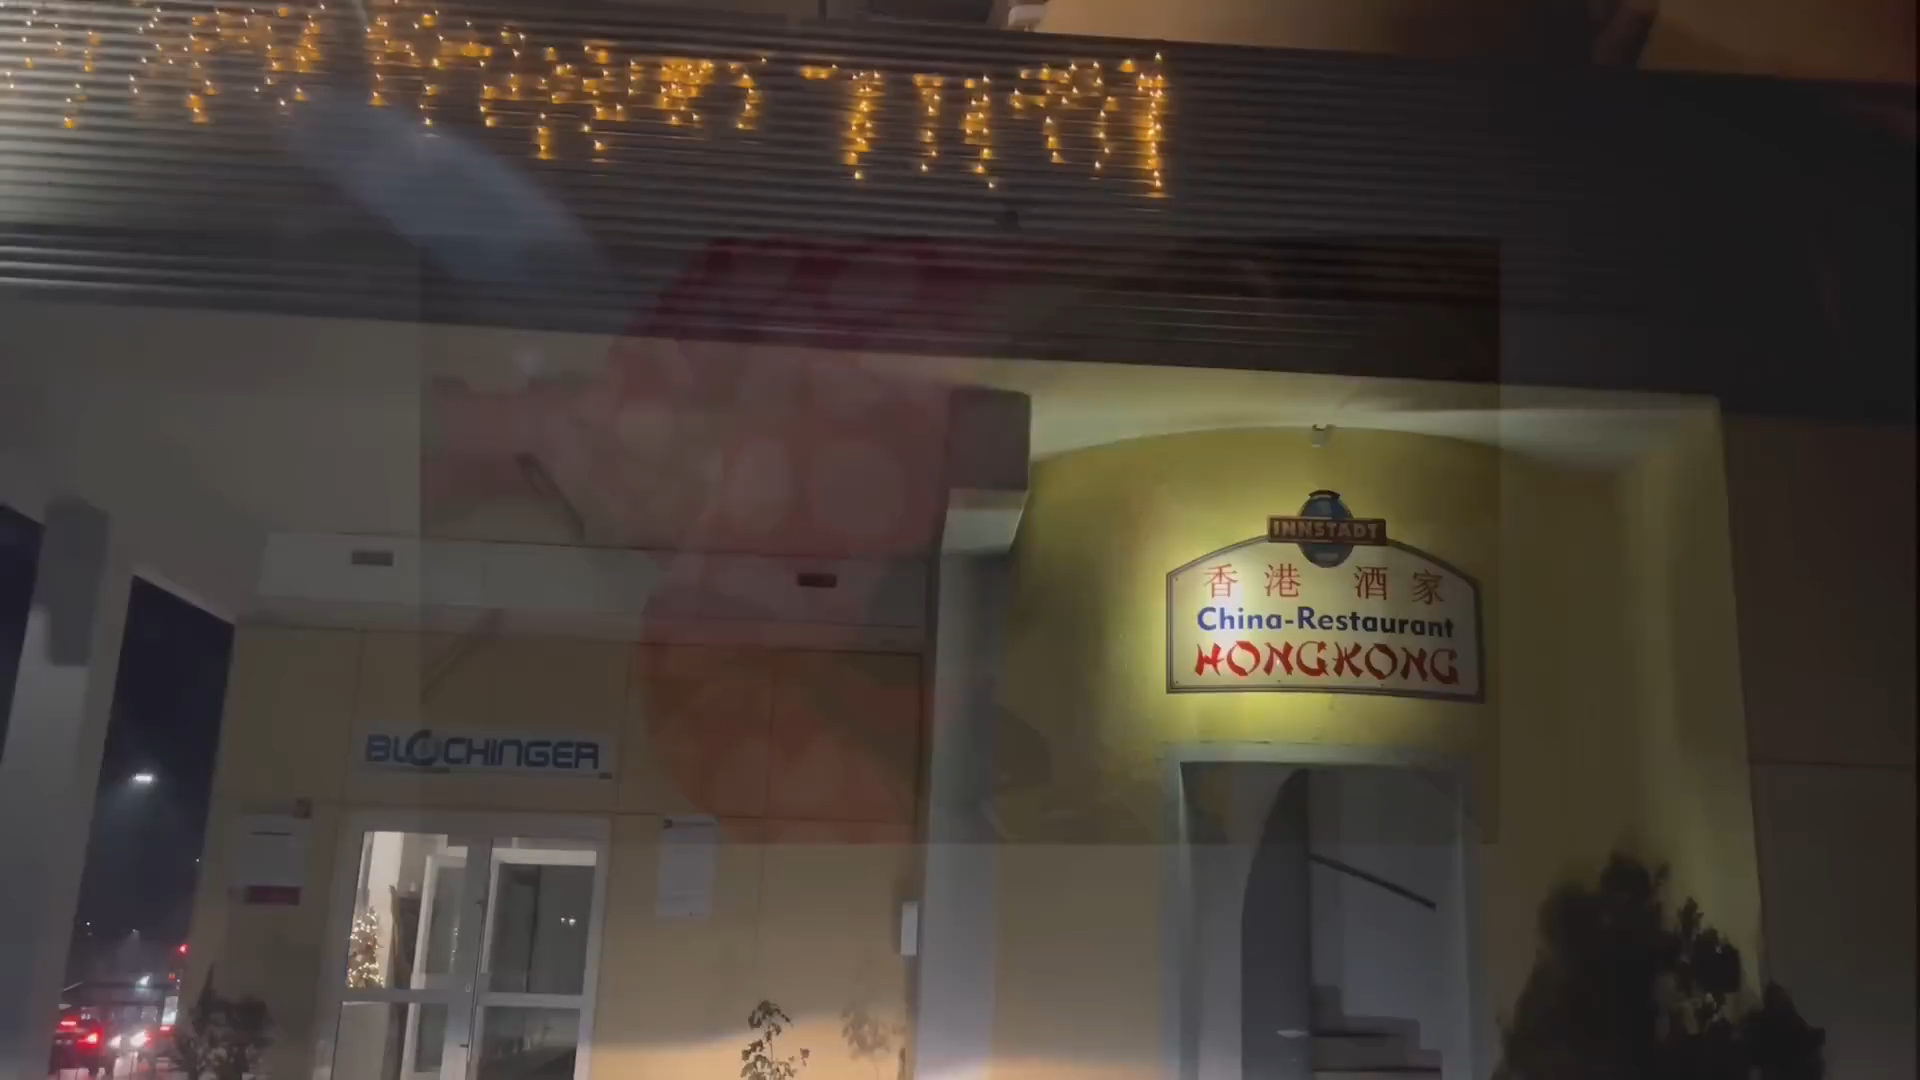 INNSTADT
香港 酒家
China-Restaurant
HONGKONG
BLOCHINGER